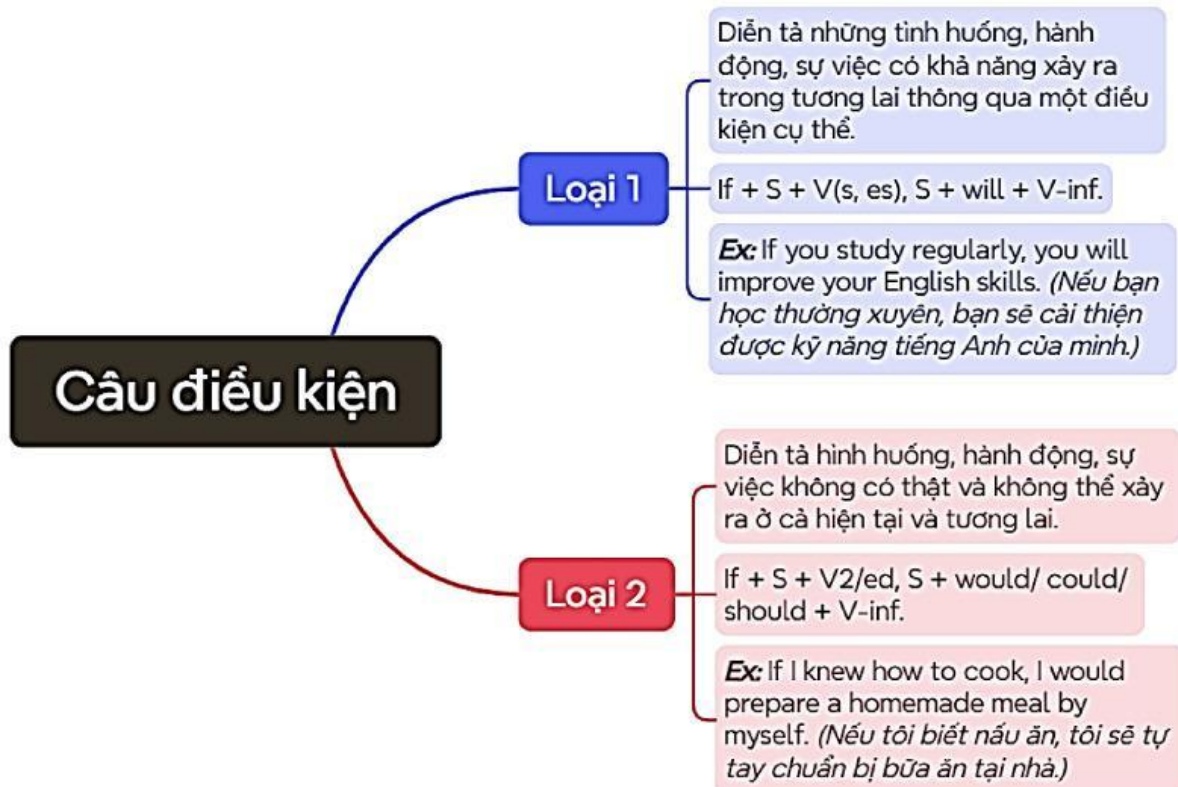 Câu điều kiện
Loại 1
Diễn tả những tình huống, hành
động, sự việc có khả năng xảy ra
trong tương lai thông qua một điều
kiện cụ thể.
If + S + V(s, es), S + will + V-inf.
Ex: If you study regularly, you will
improve your English skills. (Nếu bạn
học thường xuyên, bạn sẽ cải thiện
được kỹ năng tiếng Anh của mình.)
Loại 2
Diễn tả hình huống, hành động, sự
việc không có thật và không thể xảy
ra ở cả hiện tại và tương lai.
If + S + V2/ed, S + would/ could/
should + V-inf.
Ex: If I knew how to cook, I would
prepare a homemade meal by
myself. (Nếu tôi biết nấu ăn, tôi sẽ tự
tay chuẩn bị bữa ăn tại nhà.)